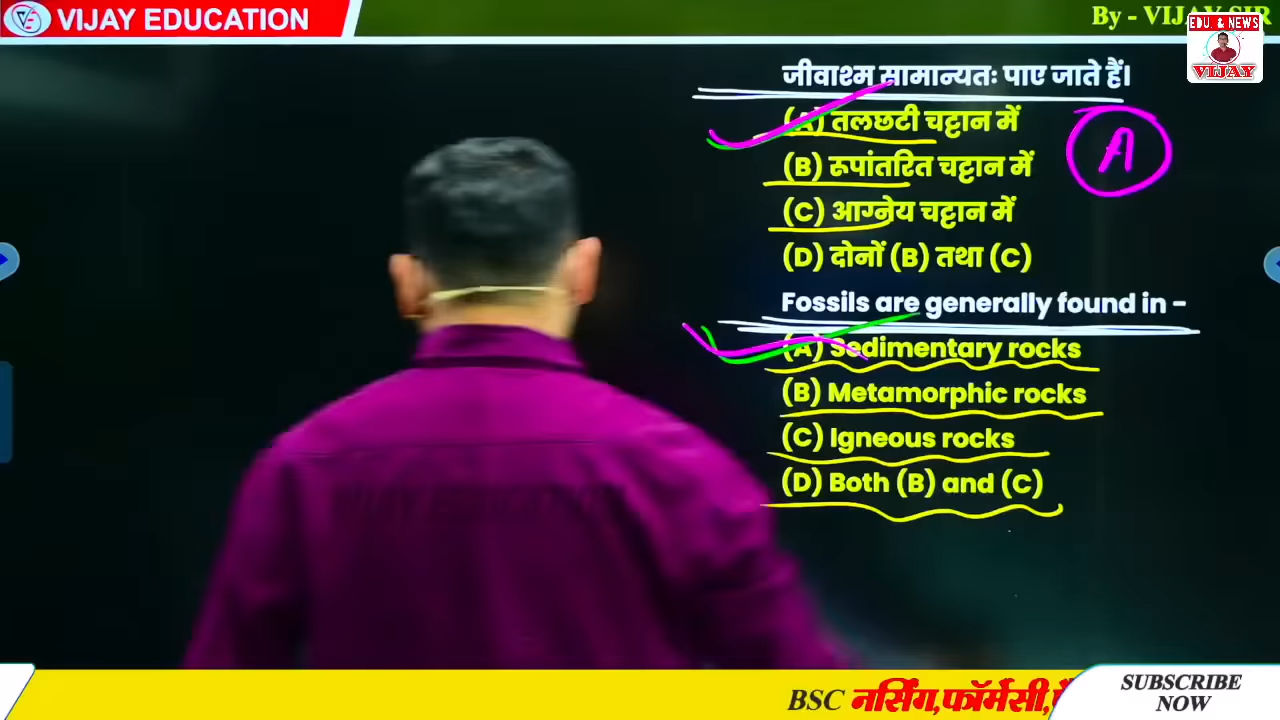 VIJAY EDUCATION
By - VIJAY SIR
EDU. & NEWS
VIJAY
जीवाश्म सामान्यतः पाए जाते हैं।
(A) तलछटी चट्टान में
(B) रूपांतरित चट्टान में
(C) आग्नेय चट्टान में
(D) दोनों (B) तथा (C)
A
Fossils are generally found in -
(A) Sedimentary rocks
(B) Metamorphic rocks
(C) Igneous rocks
(D) Both (B) and (C)
BSC नर्सिंग,फॉर्मेसी,
SUBSCRIBE
NOW